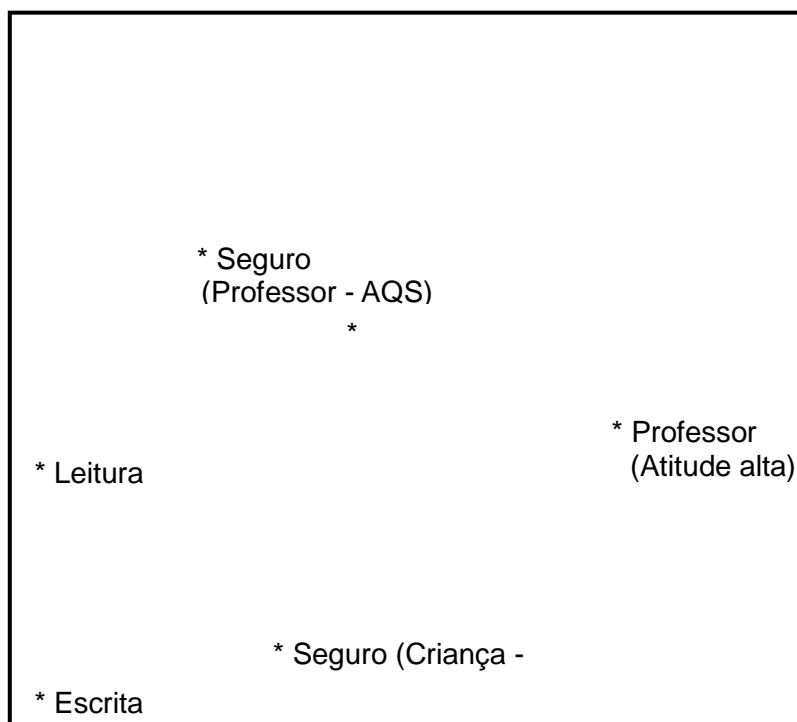 * Seguro
(Professor - AQS)
*
* Professor
(Atitude alta)
* Leitura
* Seguro (Criança -
* Escrita